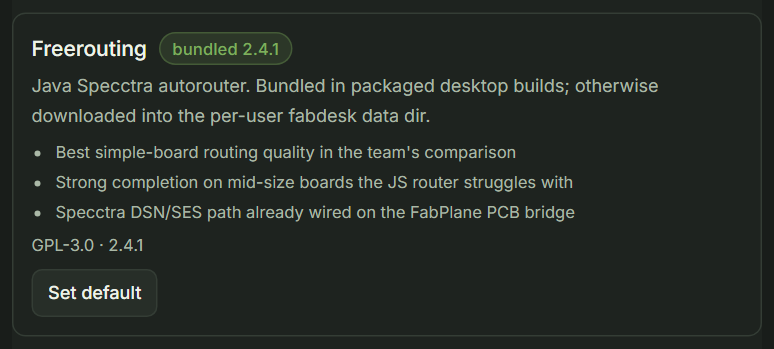 Freerouting bundled 2.4.1
Java Specctra autorouter. Bundled in packaged desktop builds; otherwise
downloaded into the per-user fabdesk data dir.
• Best simple-board routing quality in the team's comparison
• Strong completion on mid-size boards the JS router struggles with
• Specctra DSN/SES path already wired on the FabPlane PCB bridge
GPL-3.0 · 2.4.1
Set default